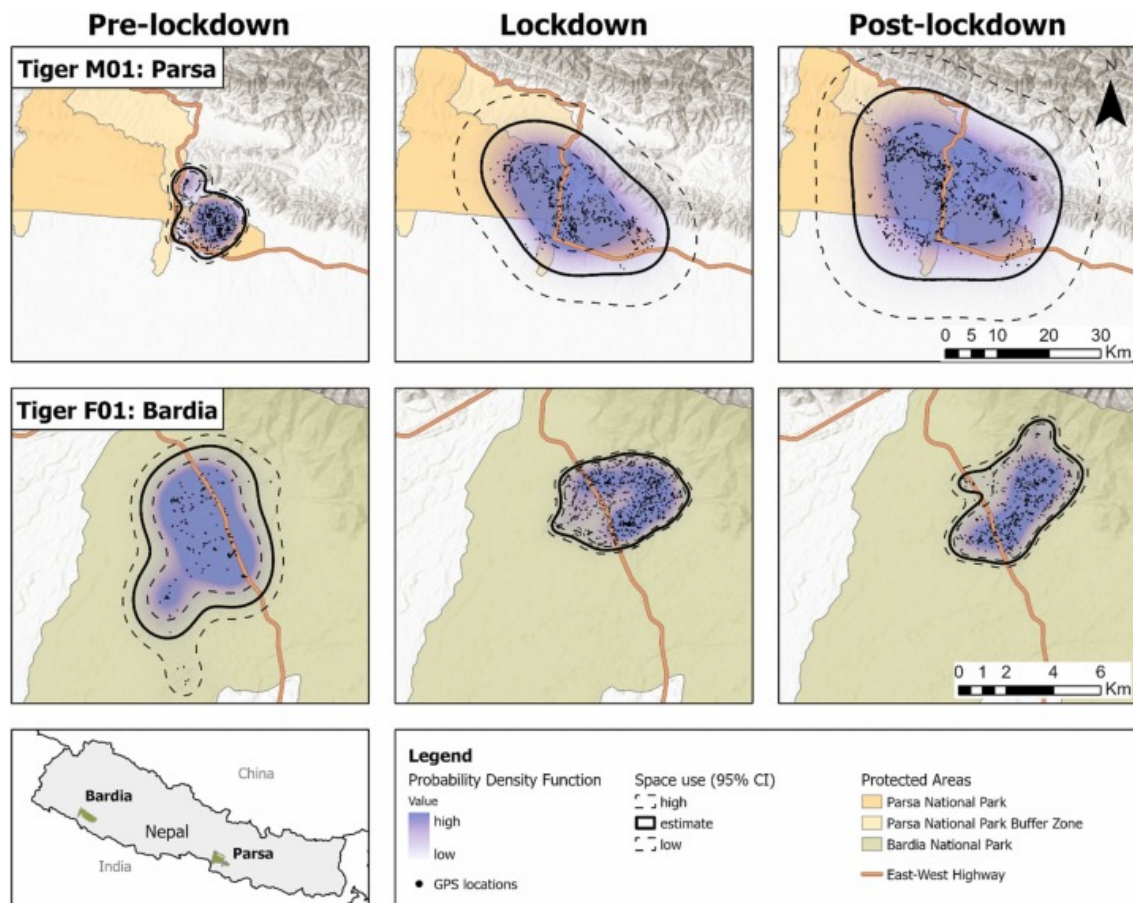 Pre-lockdown
Lockdown
Post-lockdown
Tiger M01: Parsa
N
0 5 10 20 30
Km
Tiger F01: Bardia
0 1 2 4 6
Km
China
Bardia
Nepal
Parsa
India
Legend
Probability Density Function
Value
high
low
GPS locations
Space use (95% CI)
high
estimate
low
Protected Areas
Parsa National Park
Parsa National Park Buffer Zone
Bardia National Park
East-West Highway